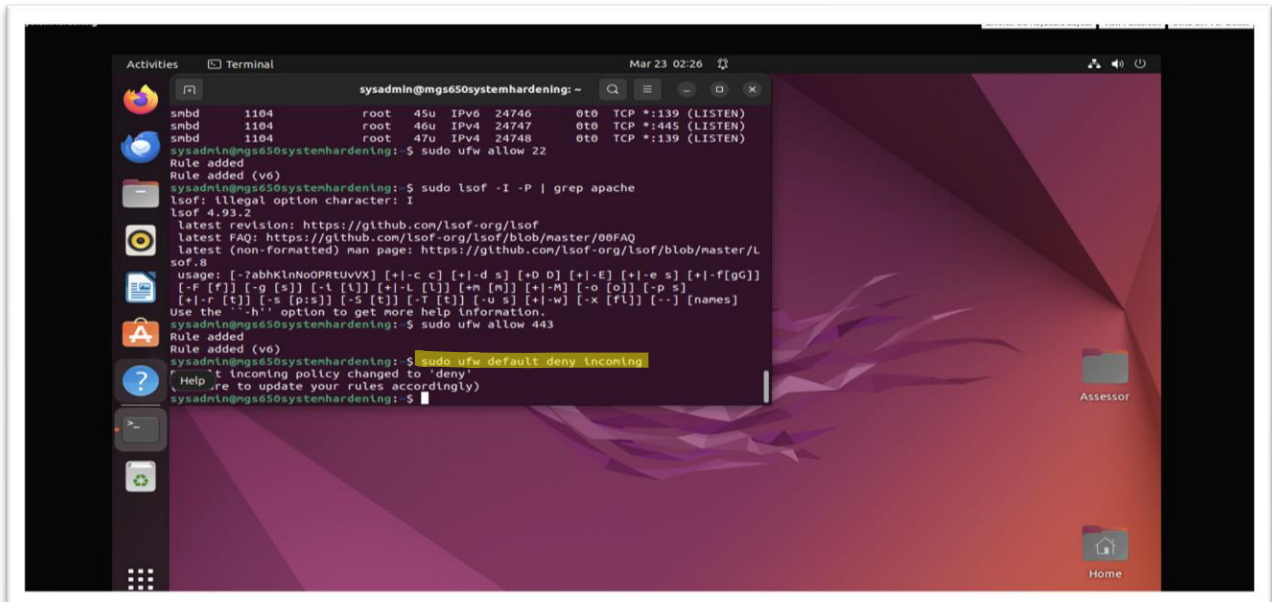 Activities
Terminal
Mar 23 02:26
sysadmin@mgs650systemhardening: ~
smbd 1104 root 45u IPv6 24746 0t0 TCP *:139 (LISTEN)
smbd 1104 root 46u IPv4 24747 0t0 TCP *:445 (LISTEN)
smbd 1104 root 47u IPv4 24748 0t0 TCP *:139 (LISTEN)
sysadmin@mgs650systemhardening:~$ sudo ufw allow 22
Rule added
Rule added (v6)
sysadmin@mgs650systemhardening:~$ sudo lsof -I -P | grep apache
lsof: illegal option character: I
lsof 4.93.2
latest revision: https://github.com/lsof-org/lsof
latest FAQ: https://github.com/lsof-org/lsof/blob/master/00FAQ
latest (non-formatted) man page: https://github.com/lsof-org/lsof/blob/master/L
sof.8
usage: [-?abhKlnNoOPRtUvVX] [+|-c c] [+|-d s] [+D D] [+|-E] [+|-e s] [+|-f[gG]]
[-F [f]] [-g [s]] [-i [i]] [+|-L [l]] [+m [m]] [+|-M] [-o [o]] [-p s]
[+|-r [t]] [-s [p:s]] [-S [t]] [-T [t]] [-u s] [+|-w] [-x [fl]] [--] [names]
Use the ``-h'' option to get more help information.
sysadmin@mgs650systemhardening:~$ sudo ufw allow 443
Rule added
Rule added (v6)
sysadmin@mgs650systemhardening:~$ sudo ufw default deny incoming
t incoming policy changed to 'deny'
Help
re to update your rules accordingly)
sysadmin@mgs650systemhardening:~$
Assessor
Home